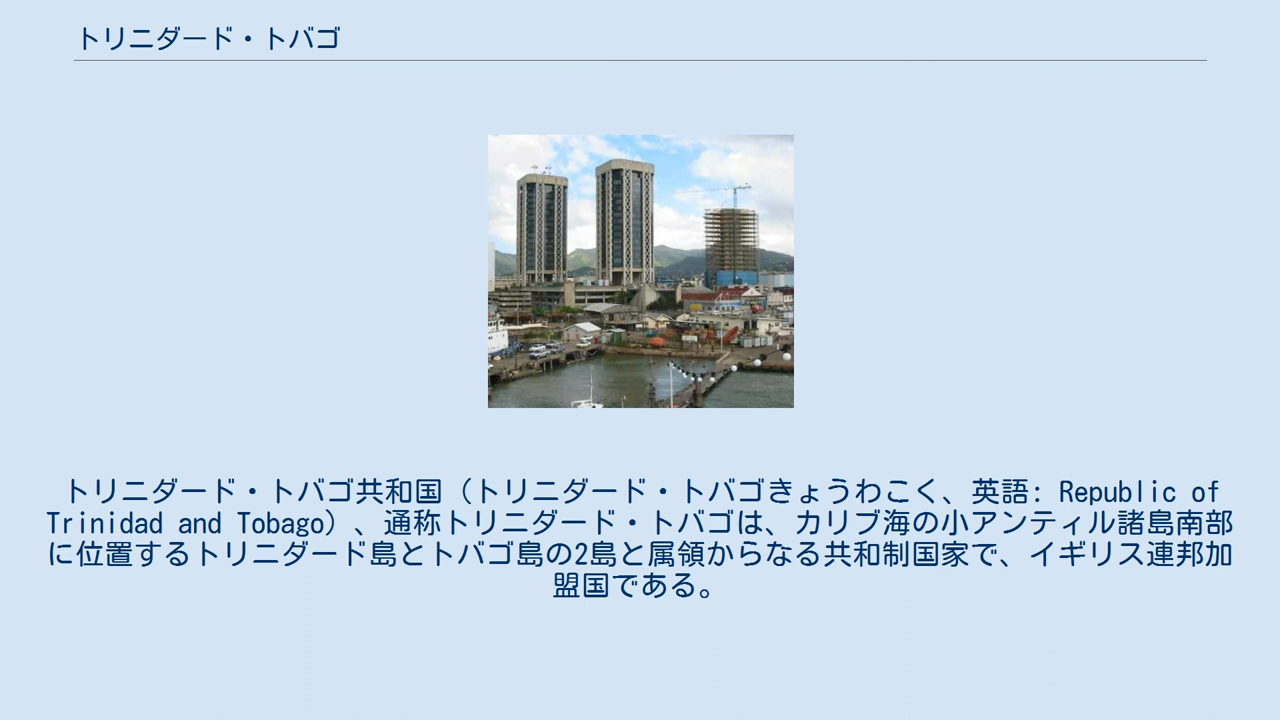 トリニダード・トバゴ
トリニダード・トバゴ共和国（トリニダード・トバゴきょうわこく、英語: Republic of
Trinidad and Tobago）、通称トリニダード・トバゴは、カリブ海の小アンティル諸島南部
に位置するトリニダード島とトバゴ島の2島と属領からなる共和制国家で、イギリス連邦加
盟国である。